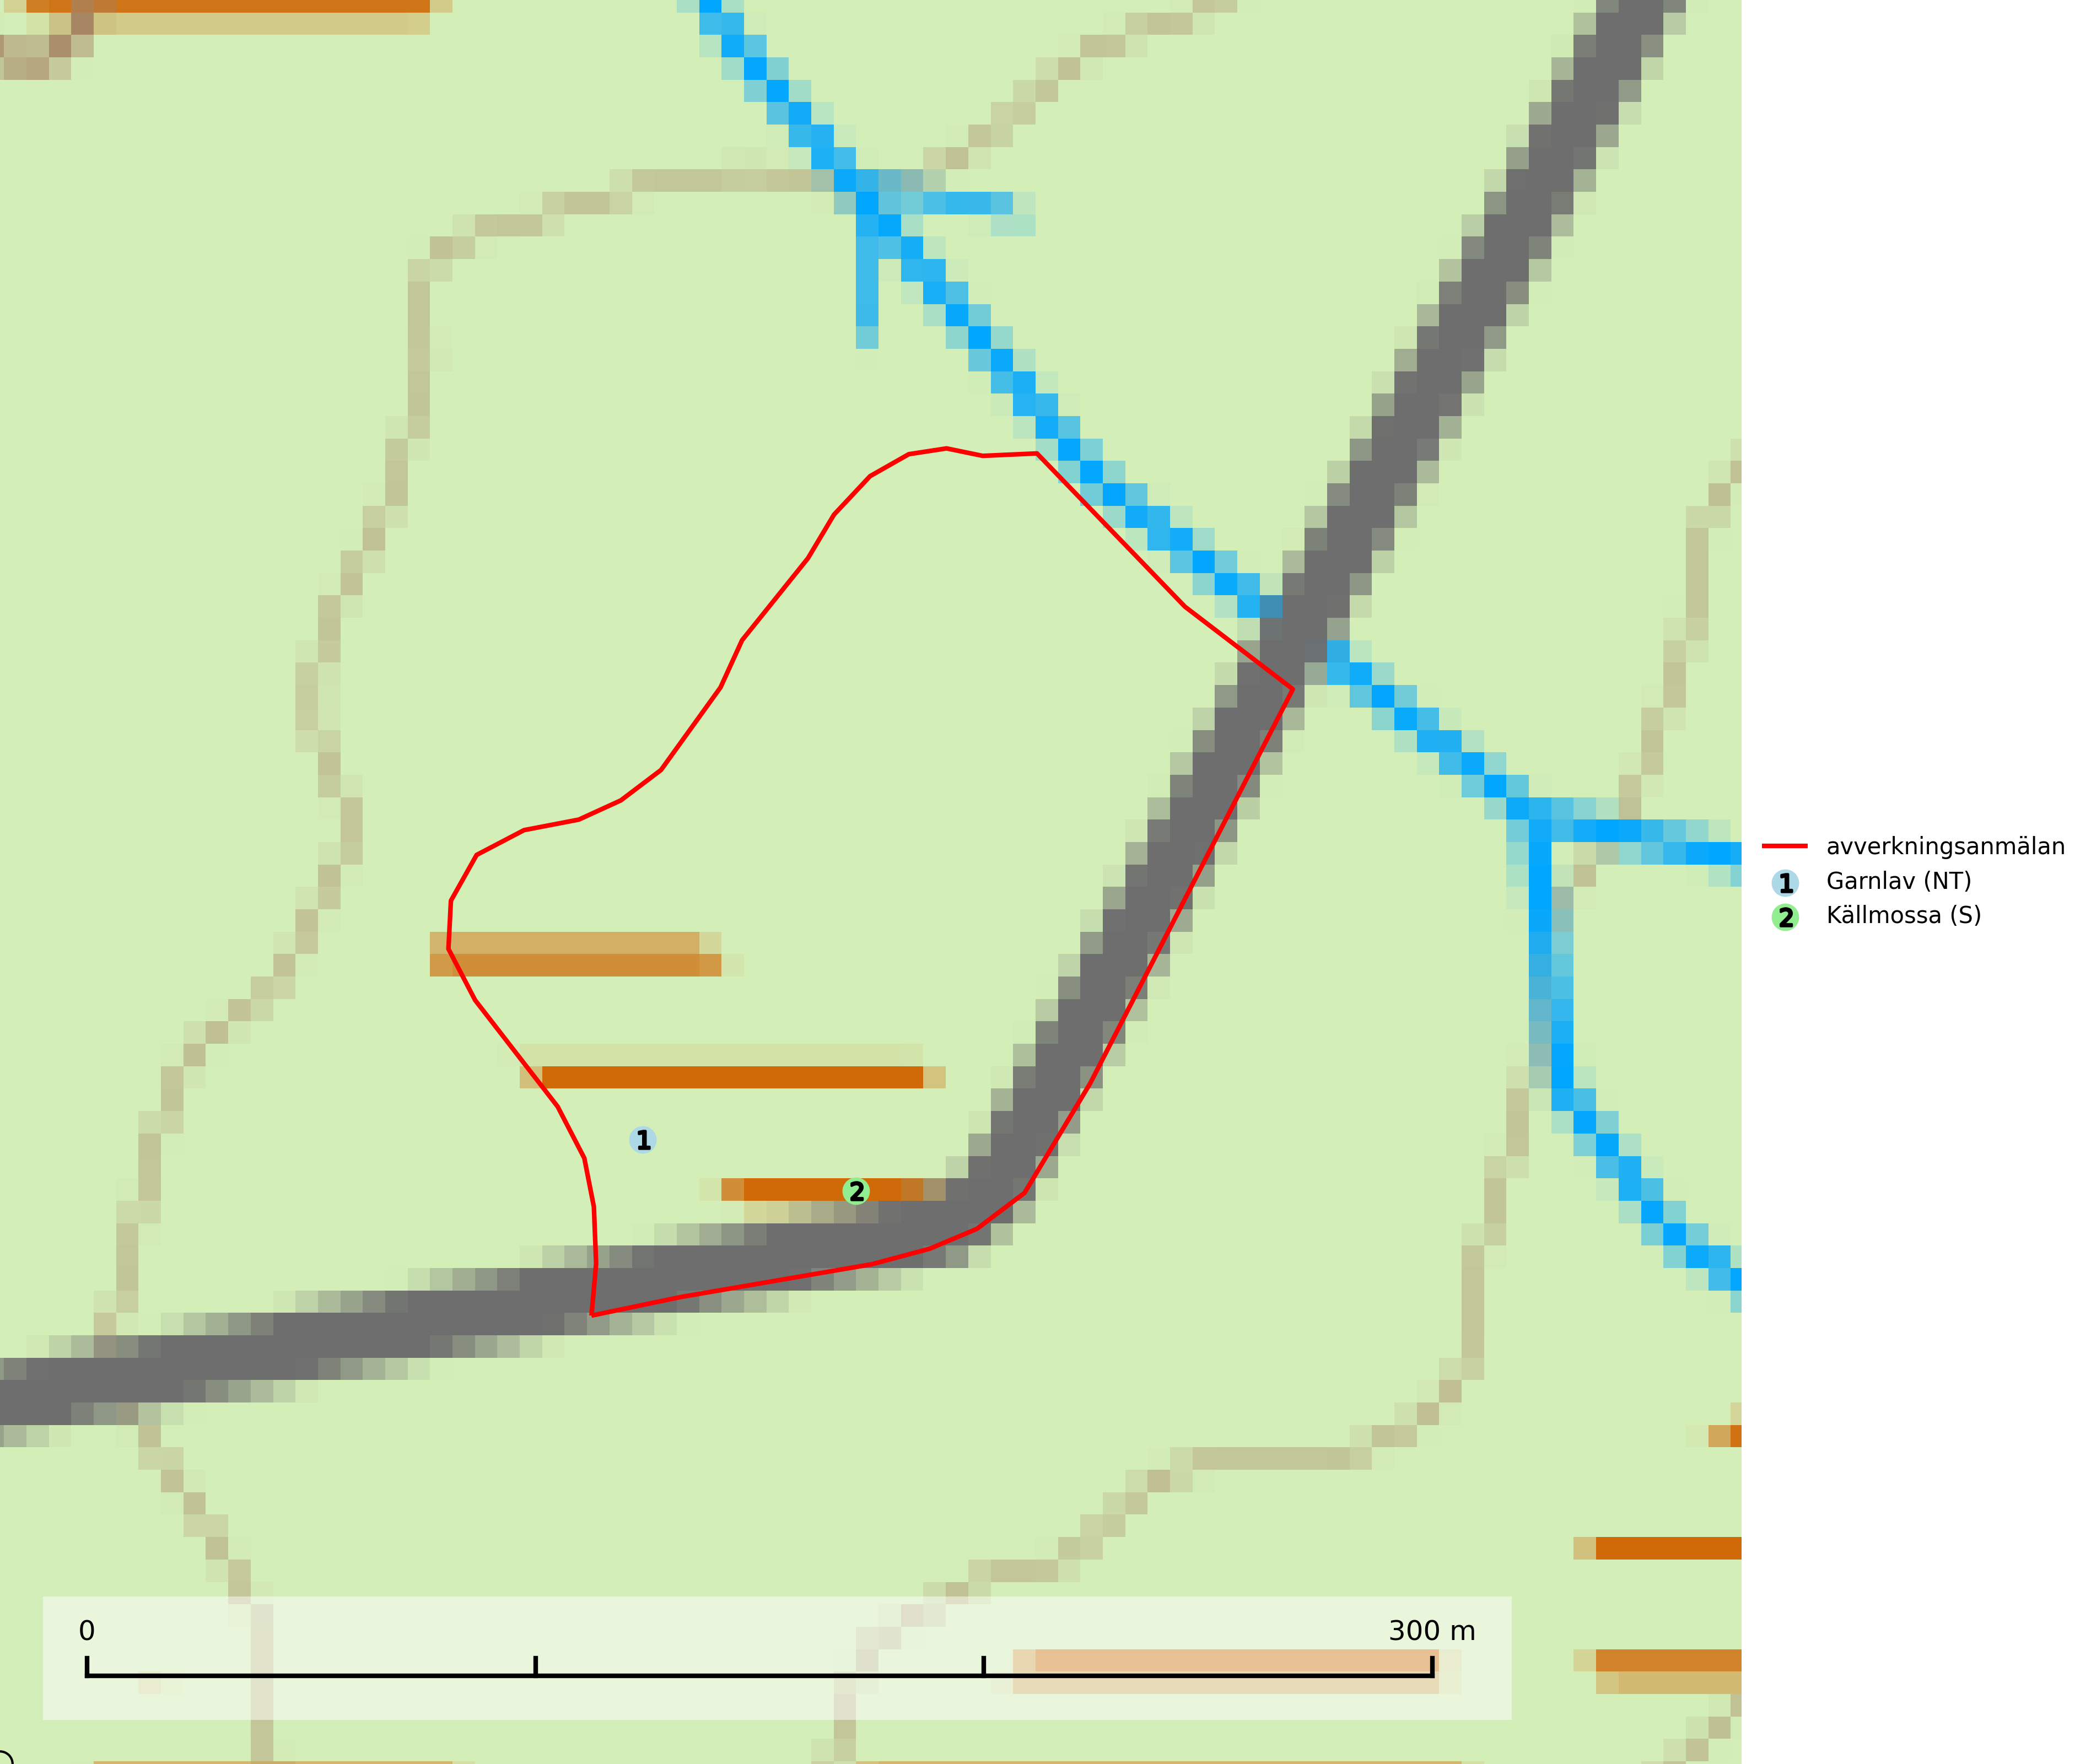 avverkningsanmälan
1 Garnlav (NT)
2 Källmossa (S)
1
2
0 300 m